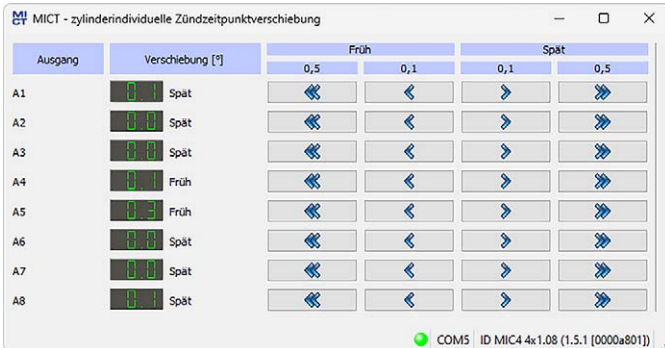 MICT MICT - zylinderindividuelle Zündzeitpunktverschiebung
Ausgang Verschiebung [°] Früh Spät
0,5 0,1 0,1 0,5
A1 0.1 Spät
A2 0.0 Spät
A3 0.0 Spät
A4 0.1 Früh
A5 0.3 Früh
A6 0.0 Spät
A7 0.0 Spät
A8 0.1 Spät
COM5 ID MIC4 4x1.08 (1.5.1 [0000a801])